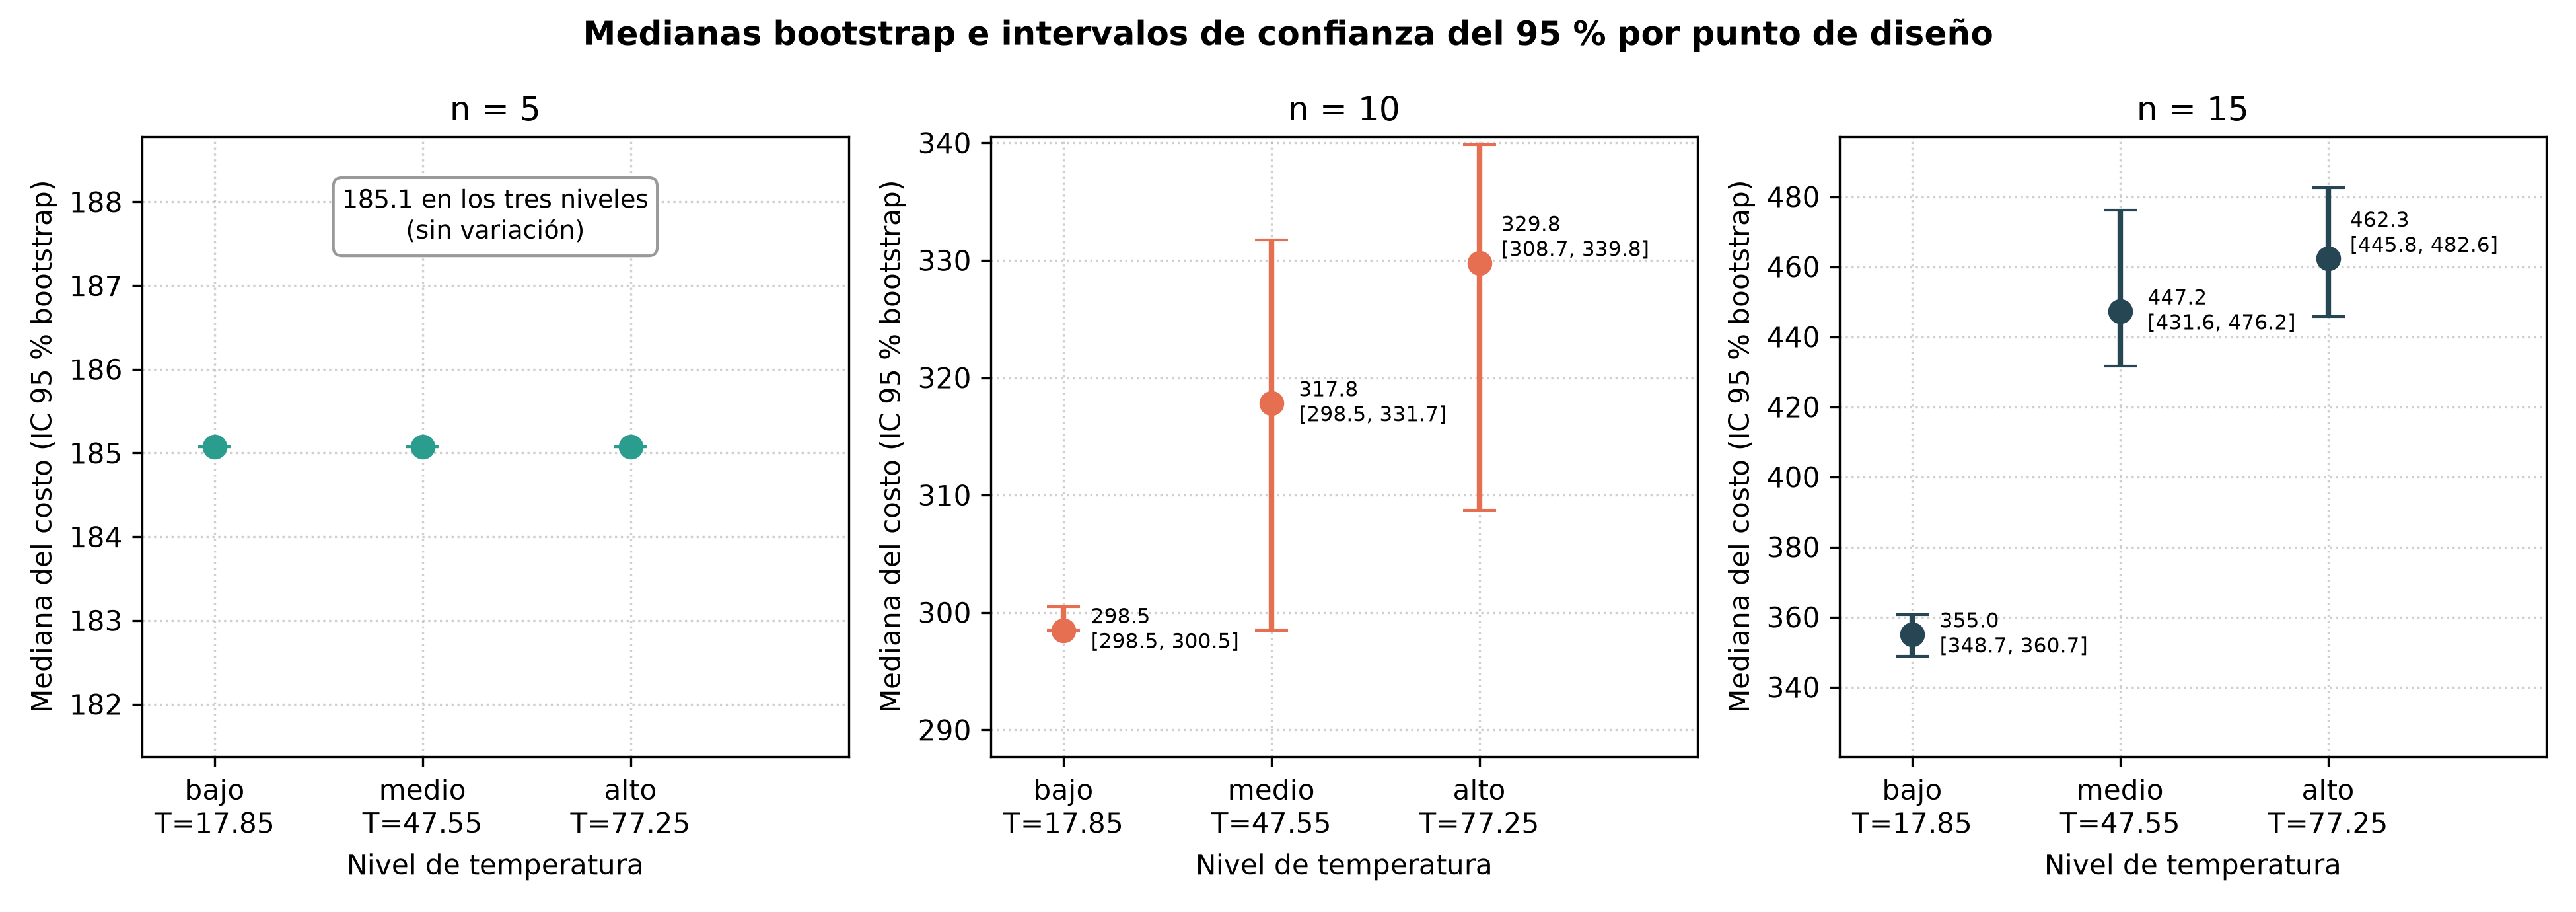 Medianas bootstrap e intervalos de confianza del 95 % por punto de diseño
n = 5
Mediana del costo (IC 95 % bootstrap)
188
187
186
185
184
183
182
185.1 en los tres niveles
(sin variación)
bajo
T=17.85
medio
T=47.55
alto
T=77.25
Nivel de temperatura
n = 10
Mediana del costo (IC 95 % bootstrap)
340
330
320
310
300
290
298.5
[298.5, 300.5]
317.8
[298.5, 331.7]
329.8
[308.7, 339.8]
bajo
T=17.85
medio
T=47.55
alto
T=77.25
Nivel de temperatura
n = 15
Mediana del costo (IC 95 % bootstrap)
480
460
440
420
400
380
360
340
355.0
[348.7, 360.7]
447.2
[431.6, 476.2]
462.3
[445.8, 482.6]
bajo
T=17.85
medio
T=47.55
alto
T=77.25
Nivel de temperatura